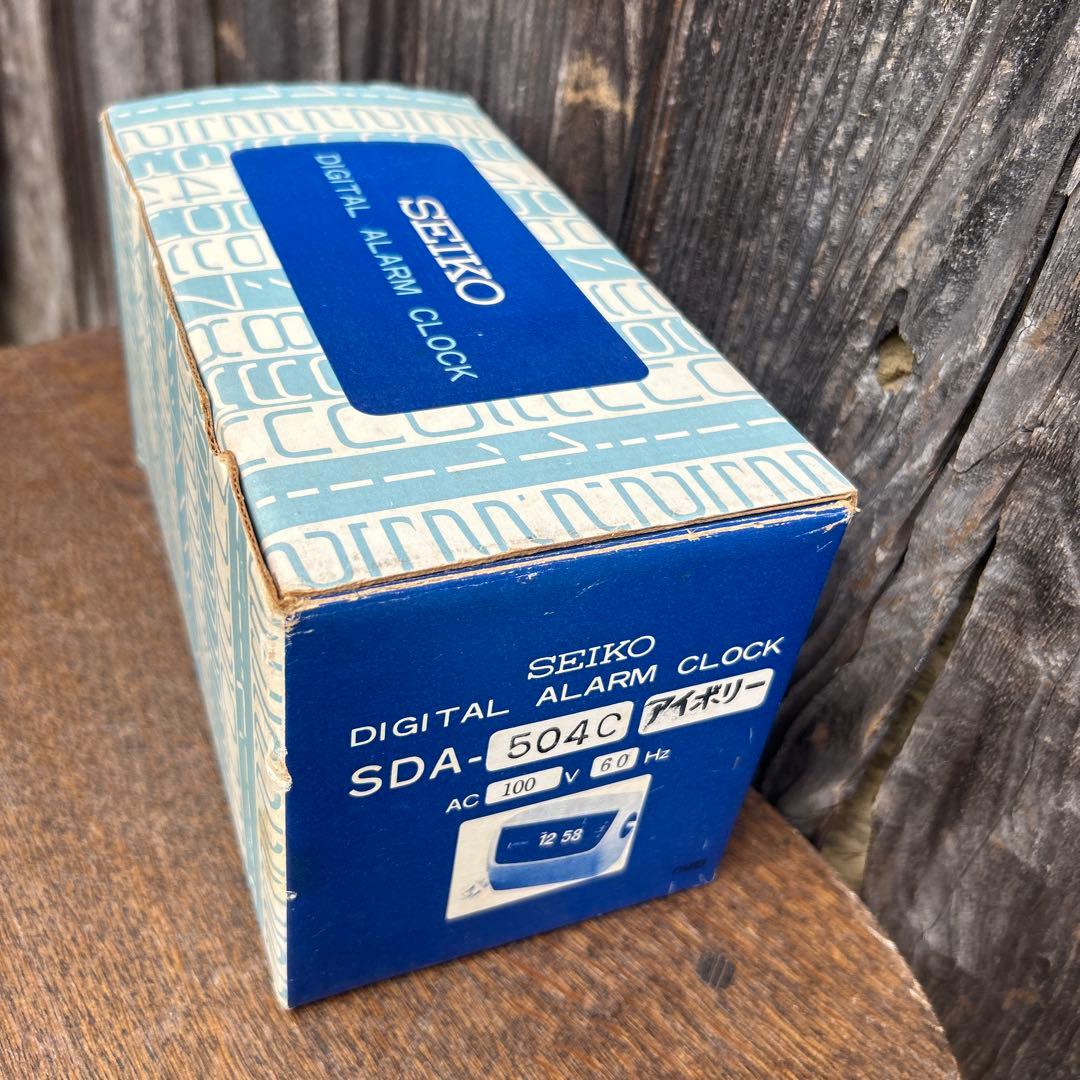 SEIKO
DIGITAL ALARM CLOCK
SEIKO
DIGITAL ALARM CLOCK
SDA-504C アイボリー
AC 100 V 60 Hz
12 58